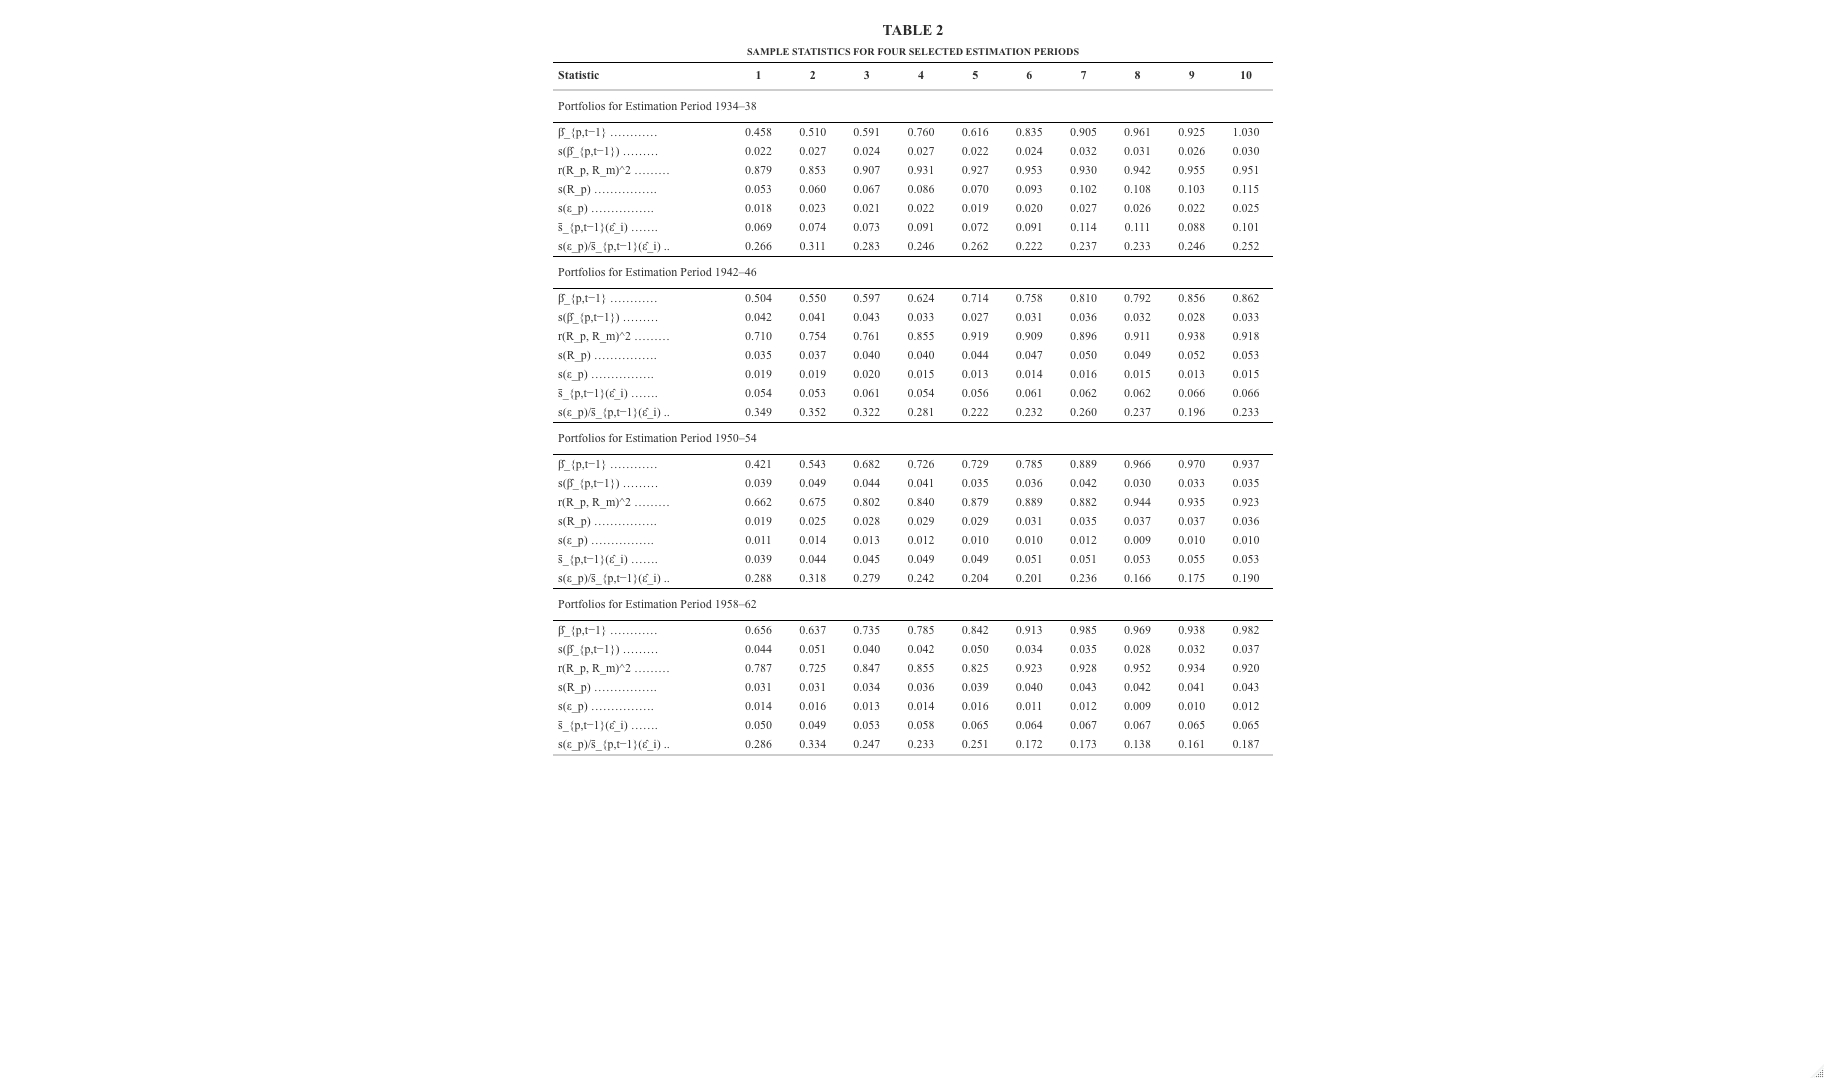 TABLE 2
SAMPLE STATISTICS FOR FOUR SELECTED ESTIMATION PERIODS
Statistic 1 2 3 4 5 6 7 8 9 10
Portfolios for Estimation Period 1934–38
β̂_{p,t−1} ………… 0.458 0.510 0.591 0.760 0.616 0.835 0.905 0.961 0.925 1.030
s(β̂_{p,t−1}) ……… 0.022 0.027 0.024 0.027 0.022 0.024 0.032 0.031 0.026 0.030
r(R_p, R_m)^2 ……… 0.879 0.853 0.907 0.931 0.927 0.953 0.930 0.942 0.955 0.951
s(R_p) ……………. 0.053 0.060 0.067 0.086 0.070 0.093 0.102 0.108 0.103 0.115
s(ε_p) ……………. 0.018 0.023 0.021 0.022 0.019 0.020 0.027 0.026 0.022 0.025
s̄_{p,t−1}(ε̂_i) ……. 0.069 0.074 0.073 0.091 0.072 0.091 0.114 0.111 0.088 0.101
s(ε_p)/s̄_{p,t−1}(ε̂_i) .. 0.266 0.311 0.283 0.246 0.262 0.222 0.237 0.233 0.246 0.252
Portfolios for Estimation Period 1942–46
β̂_{p,t−1} ………… 0.504 0.550 0.597 0.624 0.714 0.758 0.810 0.792 0.856 0.862
s(β̂_{p,t−1}) ……… 0.042 0.041 0.043 0.033 0.027 0.031 0.036 0.032 0.028 0.033
r(R_p, R_m)^2 ……… 0.710 0.754 0.761 0.855 0.919 0.909 0.896 0.911 0.938 0.918
s(R_p) ……………. 0.035 0.037 0.040 0.040 0.044 0.047 0.050 0.049 0.052 0.053
s(ε_p) ……………. 0.019 0.019 0.020 0.015 0.013 0.014 0.016 0.015 0.013 0.015
s̄_{p,t−1}(ε̂_i) ……. 0.054 0.053 0.061 0.054 0.056 0.061 0.062 0.062 0.066 0.066
s(ε_p)/s̄_{p,t−1}(ε̂_i) .. 0.349 0.352 0.322 0.281 0.222 0.232 0.260 0.237 0.196 0.233
Portfolios for Estimation Period 1950–54
β̂_{p,t−1} ………… 0.421 0.543 0.682 0.726 0.729 0.785 0.889 0.966 0.970 0.937
s(β̂_{p,t−1}) ……… 0.039 0.049 0.044 0.041 0.035 0.036 0.042 0.030 0.033 0.035
r(R_p, R_m)^2 ……… 0.662 0.675 0.802 0.840 0.879 0.889 0.882 0.944 0.935 0.923
s(R_p) ……………. 0.019 0.025 0.028 0.029 0.029 0.031 0.035 0.037 0.037 0.036
s(ε_p) ……………. 0.011 0.014 0.013 0.012 0.010 0.010 0.012 0.009 0.010 0.010
s̄_{p,t−1}(ε̂_i) ……. 0.039 0.044 0.045 0.049 0.049 0.051 0.051 0.053 0.055 0.053
s(ε_p)/s̄_{p,t−1}(ε̂_i) .. 0.288 0.318 0.279 0.242 0.204 0.201 0.236 0.166 0.175 0.190
Portfolios for Estimation Period 1958–62
β̂_{p,t−1} ………… 0.656 0.637 0.735 0.785 0.842 0.913 0.985 0.969 0.938 0.982
s(β̂_{p,t−1}) ……… 0.044 0.051 0.040 0.042 0.050 0.034 0.035 0.028 0.032 0.037
r(R_p, R_m)^2 ……… 0.787 0.725 0.847 0.855 0.825 0.923 0.928 0.952 0.934 0.920
s(R_p) ……………. 0.031 0.031 0.034 0.036 0.039 0.040 0.043 0.042 0.041 0.043
s(ε_p) ……………. 0.014 0.016 0.013 0.014 0.016 0.011 0.012 0.009 0.010 0.012
s̄_{p,t−1}(ε̂_i) ……. 0.050 0.049 0.053 0.058 0.065 0.064 0.067 0.067 0.065 0.065
s(ε_p)/s̄_{p,t−1}(ε̂_i) .. 0.286 0.334 0.247 0.233 0.251 0.172 0.173 0.138 0.161 0.187